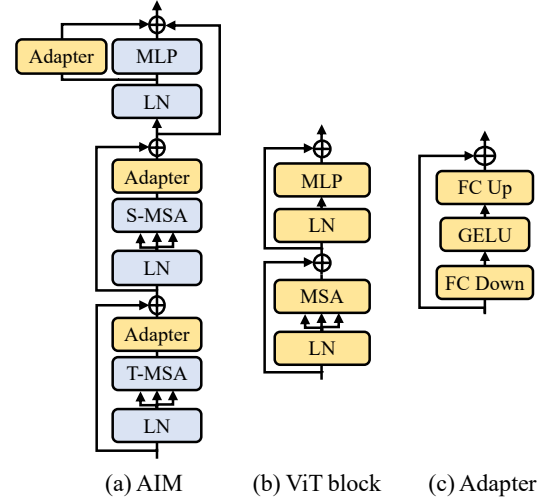 Adapter
MLP
LN
Adapter
S-MSA
LN
Adapter
T-MSA
LN
(a) AIM
MLP
LN
MSA
LN
(b) ViT block
FC Up
GELU
FC Down
(c) Adapter